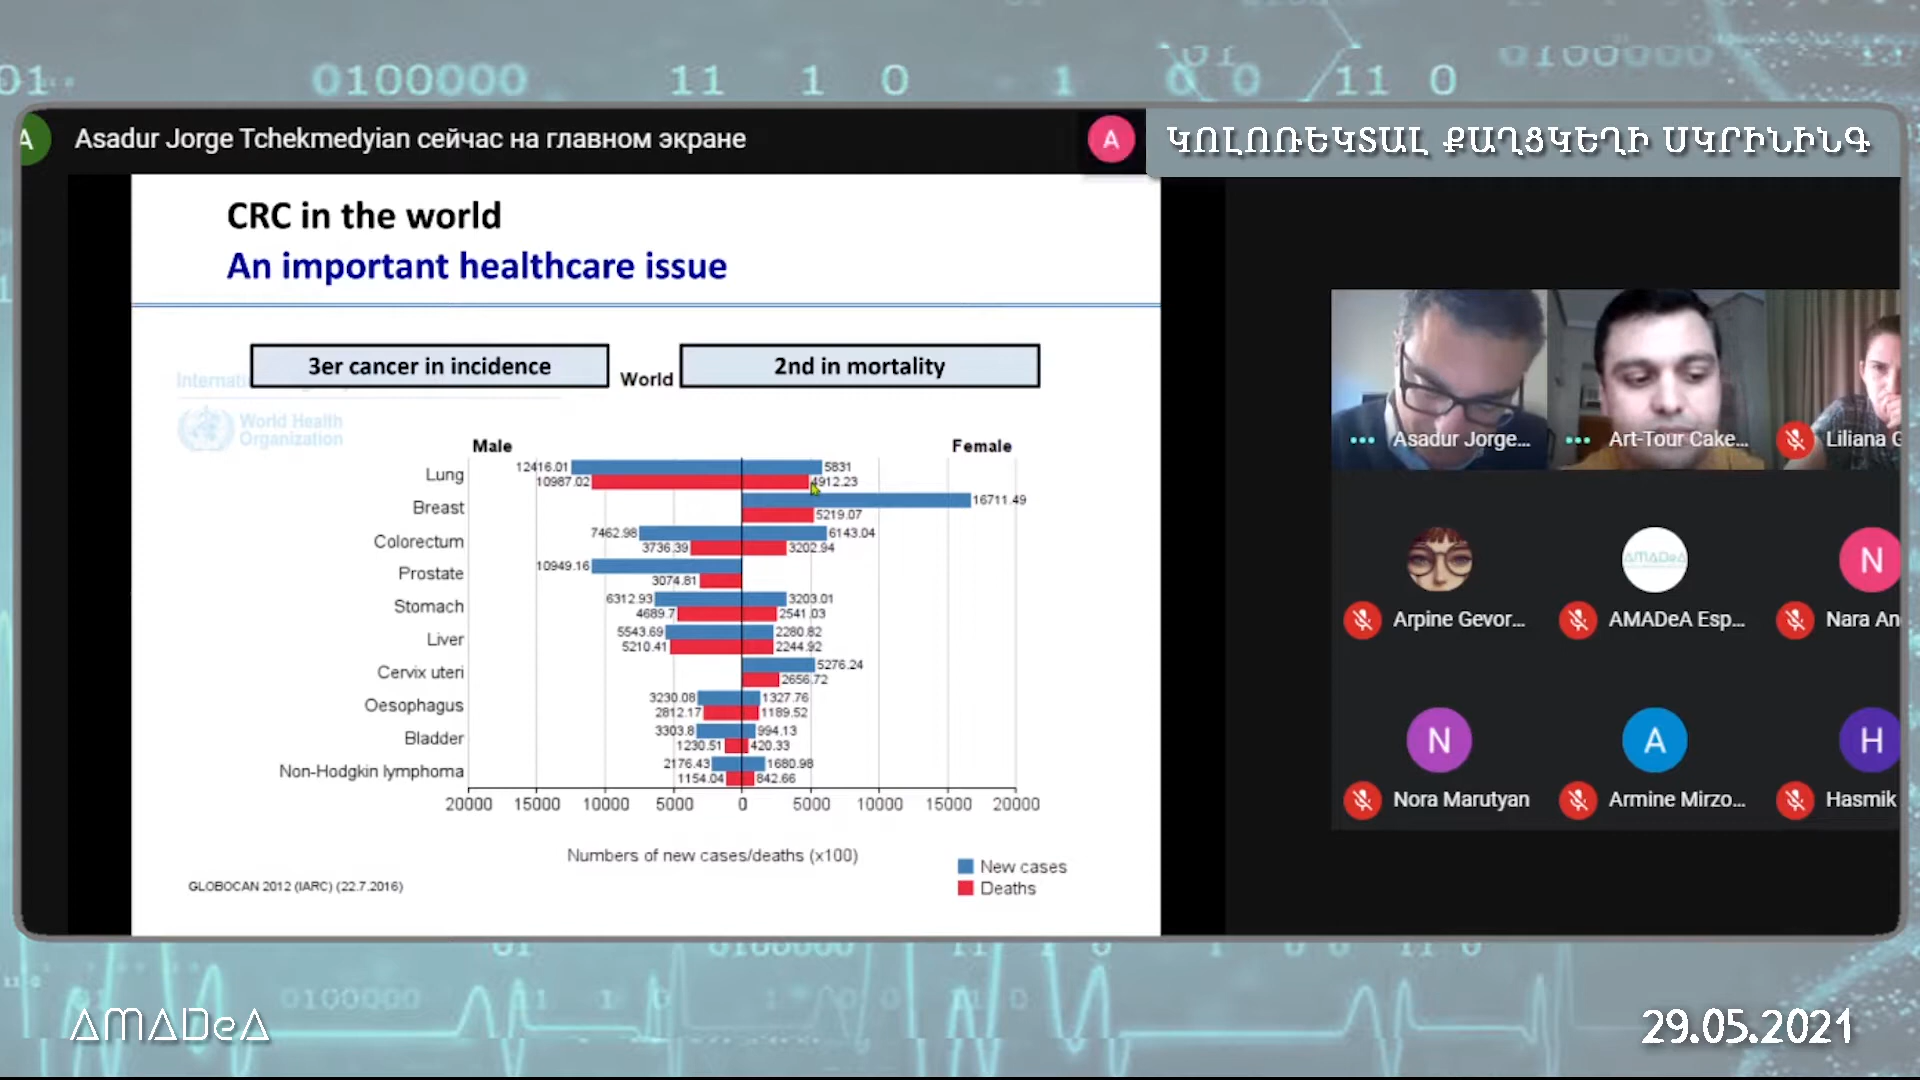 01
0100000
11 1 0
1
0 0
11 0
0100000
A
Asadur Jorge Tchekmedyian сейчас на главном экране
A
ԿՈԼՈՌԵԿՏԱԼ ՔԱՂՑԿԵՂԻ ՍԿՐԻՆԻՆԳ
CRC in the world
An important healthcare issue
3er cancer in incidence
World
2nd in mortality
World Health
Organization
Male
Female
Lung 12416.01 5831
10987.02 4912.23
Breast 16711.49
5219.07
Colorectum 7462.98 6143.04
3736.39 3202.94
Prostate 10949.16
3074.81
Stomach 6312.93 3203.01
4689.7 2541.03
Liver 5543.69 2280.82
5210.41 2244.92
Cervix uteri 5276.24
2656.72
Oesophagus 3230.08 1327.76
2812.17 1189.52
Bladder 3303.8 994.13
1230.51 420.33
Non-Hodgkin lymphoma 2176.43 1680.98
1154.04 842.66
20000 15000 10000 5000 0 5000 10000 15000 20000
Numbers of new cases/deaths (x100)
New cases
Deaths
GLOBOCAN 2012 (IARC) (22.7.2016)
Asadur Jorge...
Art-Tour Cake...
Liliana G
AMADeA
N
Arpine Gevor...
AMADeA Esp...
Nara An
N
A
H
Nora Marutyan
Armine Mirzo...
Hasmik
0100000
AMADeA
29.05.2021